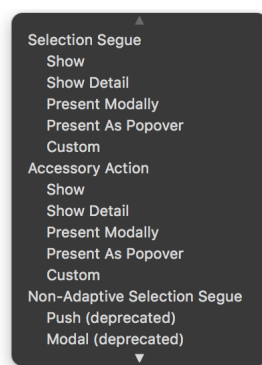 Selection Segue
Show
Show Detail
Present Modally
Present As Popover
Custom
Accessory Action
Show
Show Detail
Present Modally
Present As Popover
Custom
Non-Adaptive Selection Segue
Push (deprecated)
Modal (deprecated)